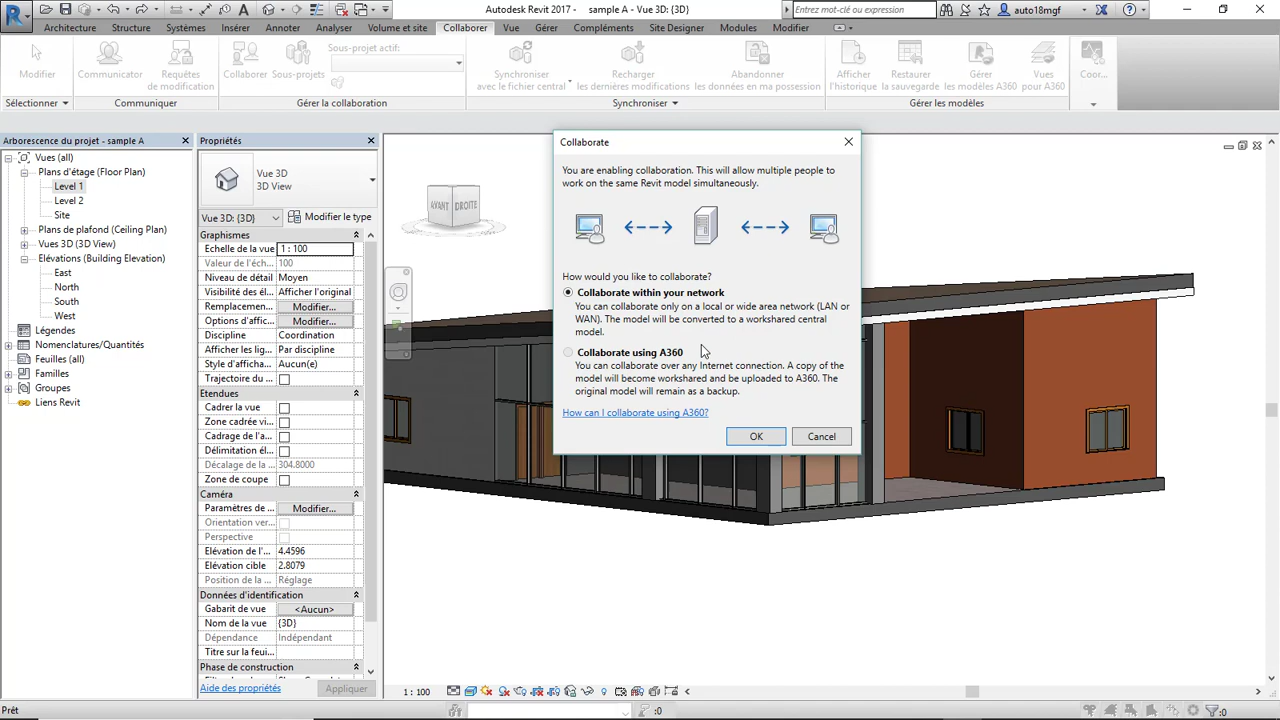 Autodesk Revit 2017 - sample A - Vue 3D: {3D}
Entrez mot-clé ou expression
auto18mgf
Architecture Structure Systèmes Insertion Annoter Analyser Volume et site Collaborer Vue Gérer Compléments Site Designer Modules Modifier
Modifier
Communicator
Requêtes
de modification
Collaborer
Sous-projets
Sous-projet actif:
Synchroniser
avec le fichier central
Recharger
les dernières modifications
Abandonner
les données en ma possession
Afficher
l'historique
Restaurer
la sauvegarde
Gérer
les modèles A360
Vues
pour A360
Coor...
Sélectionner
Communiquer
Gérer la collaboration
Synchroniser
Gérer les modèles
Arborescence du projet - sample A
Vues (all)
Plans d'étage (Floor Plan)
Level 1
Level 2
Site
Plans de plafond (Ceiling Plan)
Vues 3D (3D View)
Elévations (Building Elevation)
East
North
South
West
Légendes
Nomenclatures/Quantités
Feuilles (all)
Familles
Groupes
Liens Revit
Propriétés
Vue 3D
3D View
Vue 3D: {3D}
Modifier le type
Graphismes
Echelle de la vue 1 : 100
Valeur de l'éch... 100
Niveau de détail Moyen
Visibilité des él... Afficher l'original
Remplacemen... Modifier...
Options d'affic... Modifier...
Discipline Coordination
Afficher les lig... Par discipline
Style d'afficha... Aucun(e)
Trajectoire du ...
Etendues
Cadrer la vue
Zone cadrée vi...
Cadrage de l'a...
Délimitation él...
Décalage de la ... 304.8000
Zone de coupe
Caméra
Paramètres de ... Modifier...
Orientation ver...
Perspective
Elévation de l'... 4.4596
Elévation cible 2.8079
Position de la ... Réglage
Données d'identification
Gabarit de vue <Aucun>
Nom de la vue {3D}
Dépendance Indépendant
Titre sur la feui...
Phase de construction
Aide des propriétés
Appliquer
AVANT
DROITE
Collaborate
You are enabling collaboration. This will allow multiple people to
work on the same Revit model simultaneously.
How would you like to collaborate?
Collaborate within your network
You can collaborate only on a local or wide area network (LAN or
WAN). The model will be converted to a workshared central
model.
Collaborate using A360
You can collaborate over any Internet connection. A copy of the
model will become workshared and be uploaded to A360. The
original model will remain as a backup.
How can I collaborate using A360?
OK
Cancel
1 : 100
Prêt
:0
:0